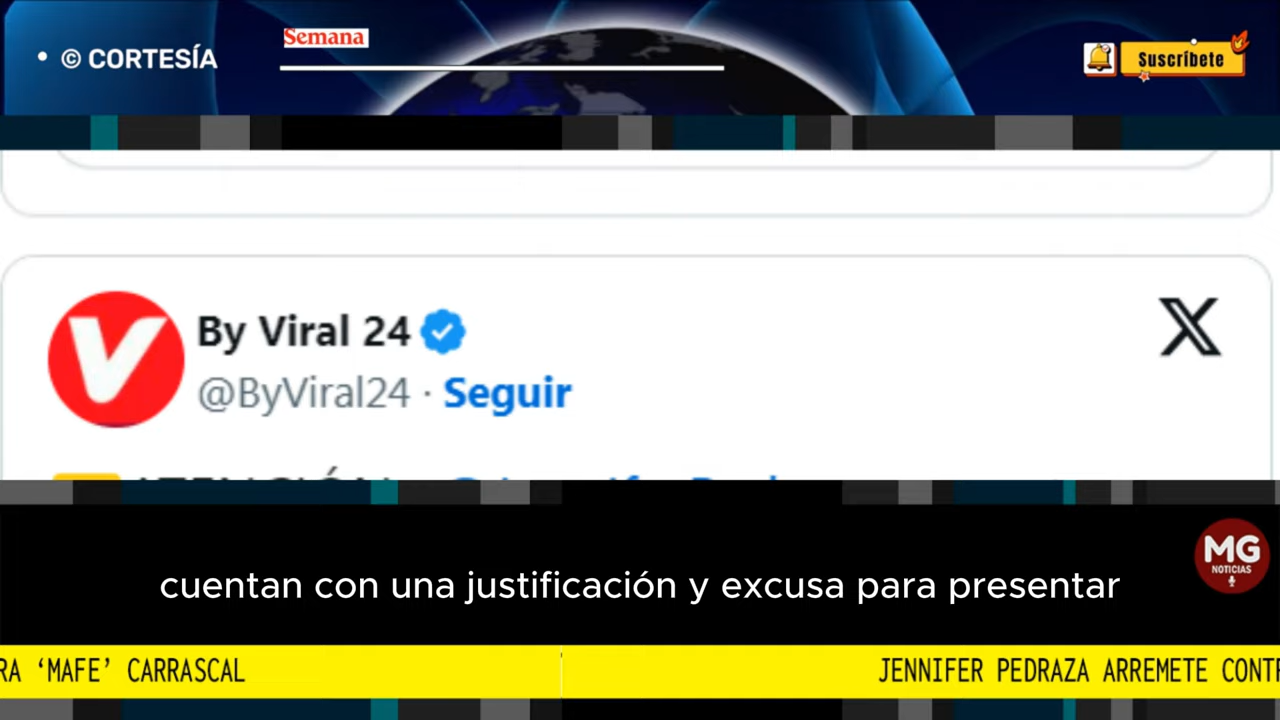 Semana
• © CORTESÍA
Suscríbete
By Viral 24
@ByViral24 · Seguir
MG
NOTICIAS
cuentan con una justificación y excusa para presentar
RA ‘MAFE’ CARRASCAL
JENNIFER PEDRAZA ARREMETE CONT